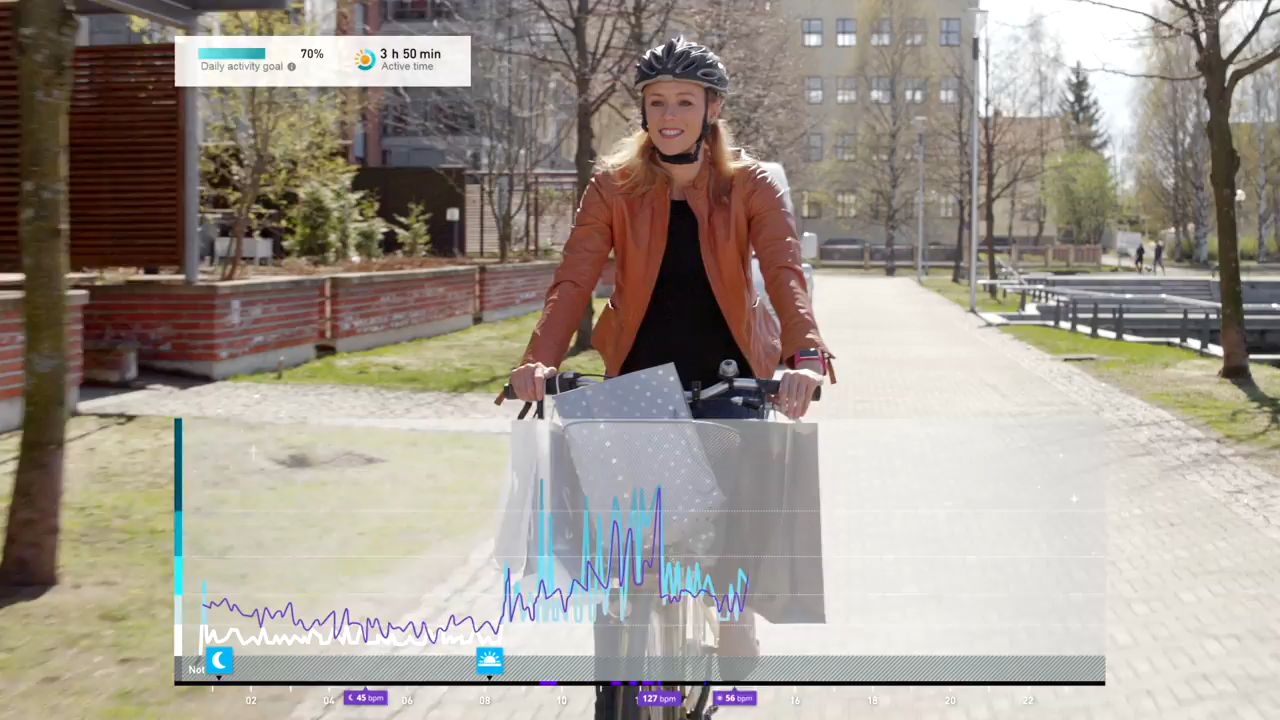 70%
Daily activity goal
3 h 50 min
Active time
Not
02 04 45 bpm 06 08 10 127 bpm 56 bpm 16 18 20 22